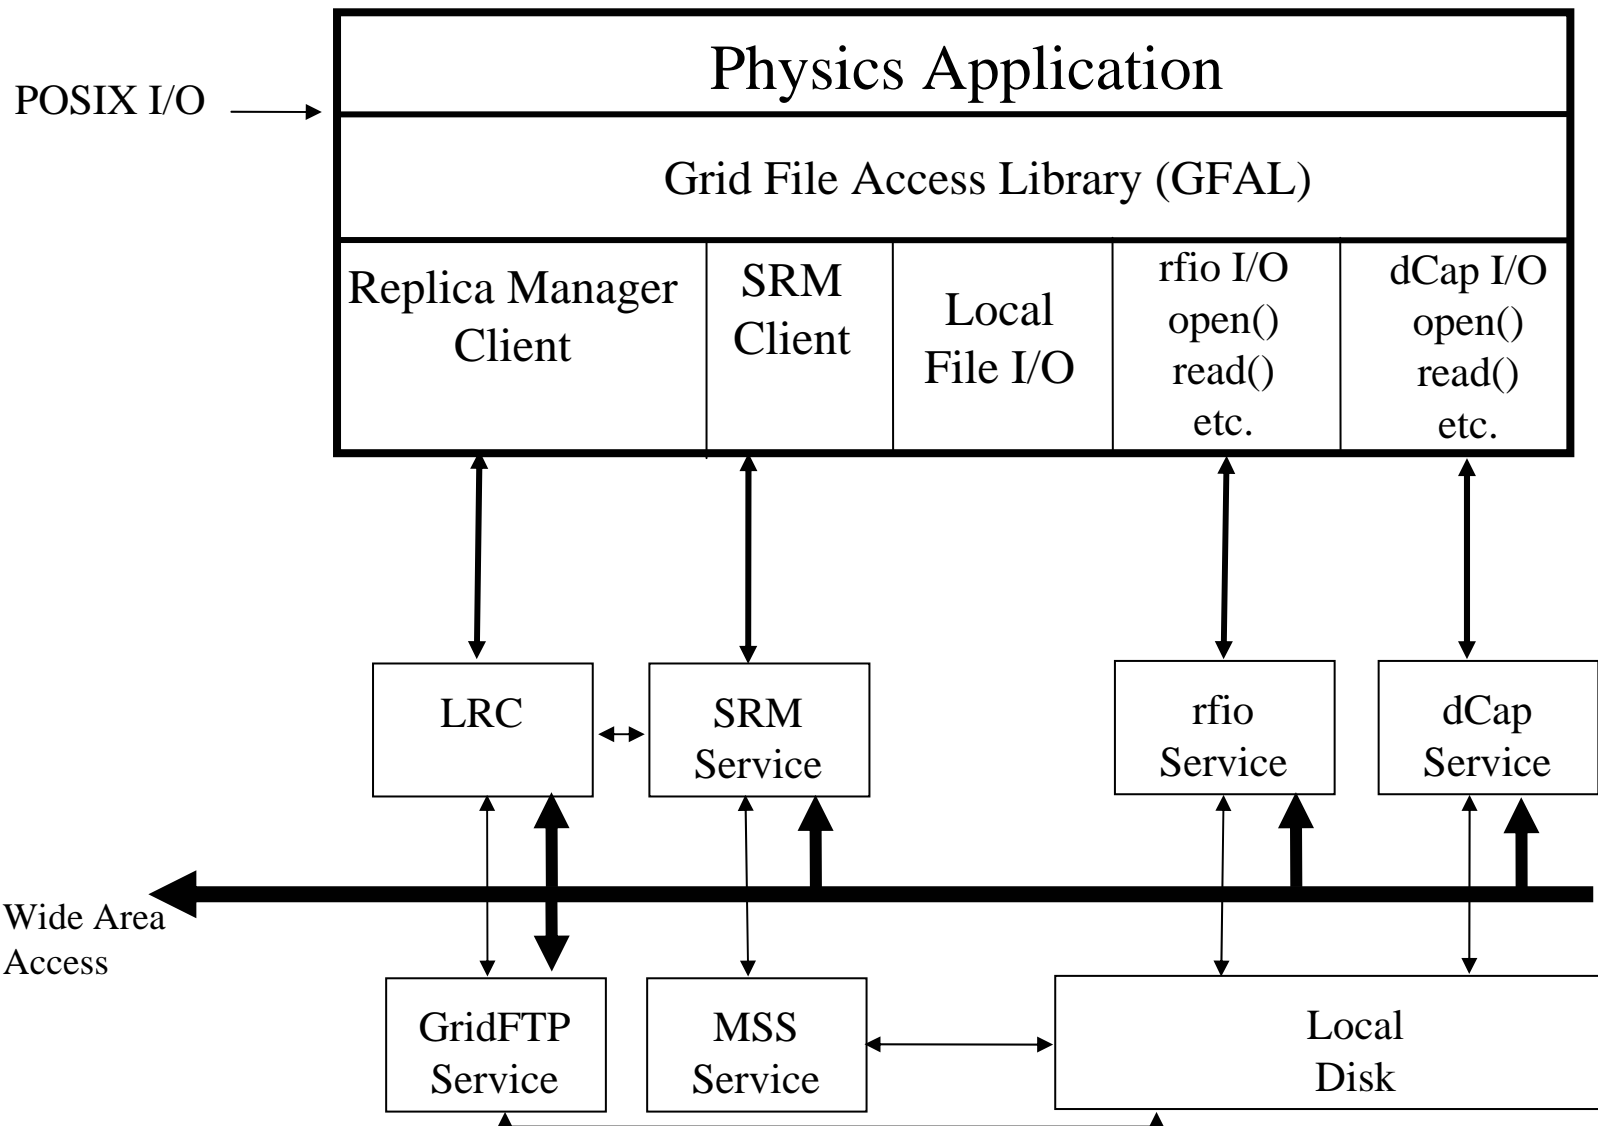 Physics Application
POSIX I/O
Grid File Access Library (GFAL)
Replica Manager
Client
SRM
Client
Local
File I/O
rfio I/O
open()
read()
etc.
dCap I/O
open()
read()
etc.
LRC
SRM
Service
rfio
Service
dCap
Service
Wide Area
Access
GridFTP
Service
MSS
Service
Local
Disk